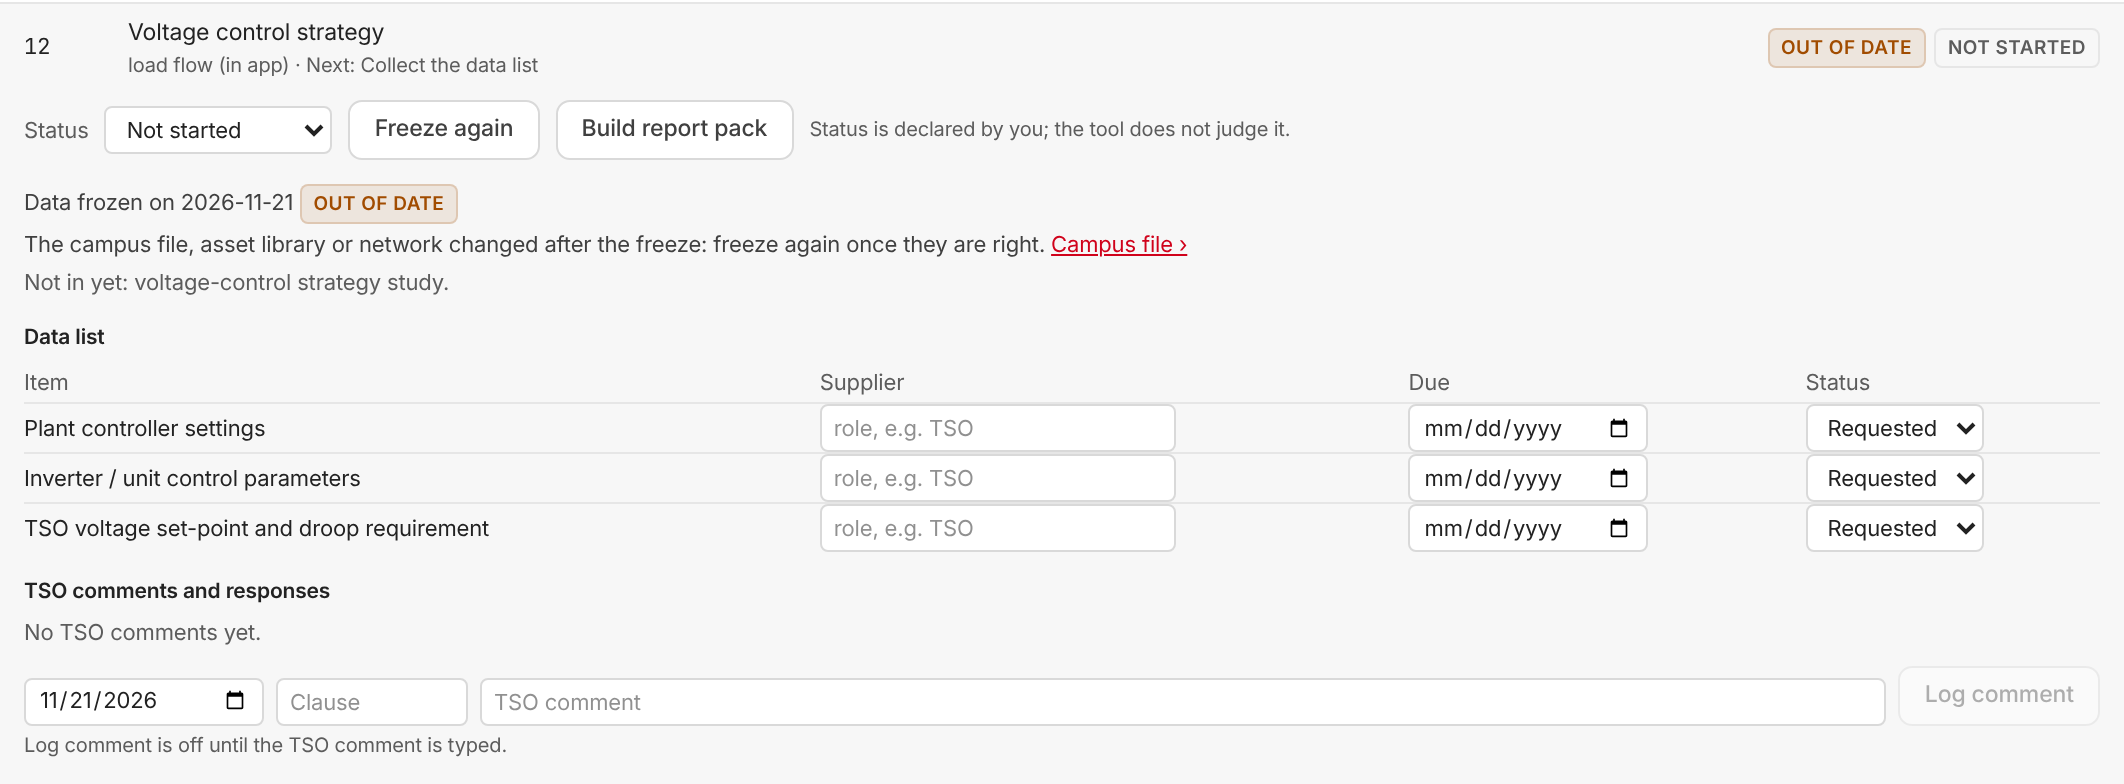 12
Voltage control strategy
load flow (in app) · Next: Collect the data list
OUT OF DATE
NOT STARTED
Status
Not started
Freeze again
Build report pack
Status is declared by you; the tool does not judge it.
Data frozen on 2026-11-21 OUT OF DATE
The campus file, asset library or network changed after the freeze: freeze again once they are right. Campus file ›
Not in yet: voltage-control strategy study.
Data list
Item Supplier Due Status
Plant controller settings role, e.g. TSO mm/dd/yyyy Requested
Inverter / unit control parameters role, e.g. TSO mm/dd/yyyy Requested
TSO voltage set-point and droop requirement role, e.g. TSO mm/dd/yyyy Requested
TSO comments and responses
No TSO comments yet.
11/21/2026 Clause TSO comment Log comment
Log comment is off until the TSO comment is typed.